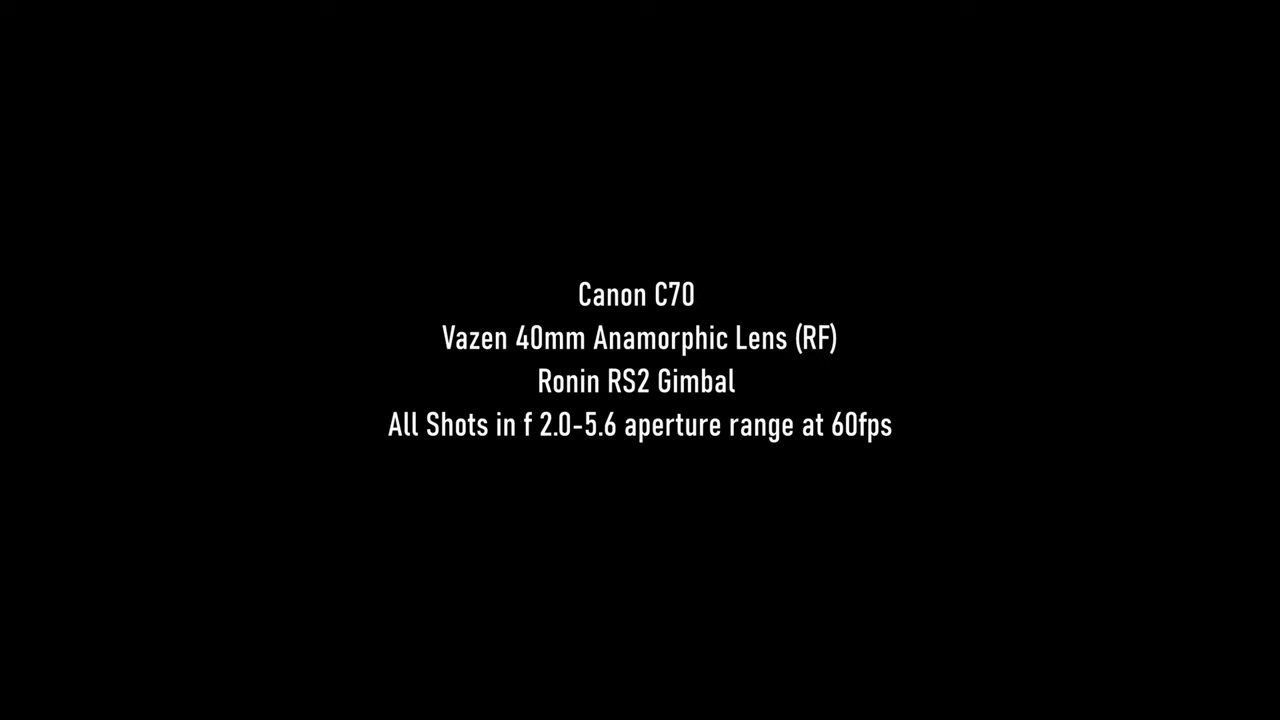 Canon C70
Vazen 40mm Anamorphic Lens (RF)
Ronin RS2 Gimbal
All Shots in f 2.0-5.6 aperture range at 60fps